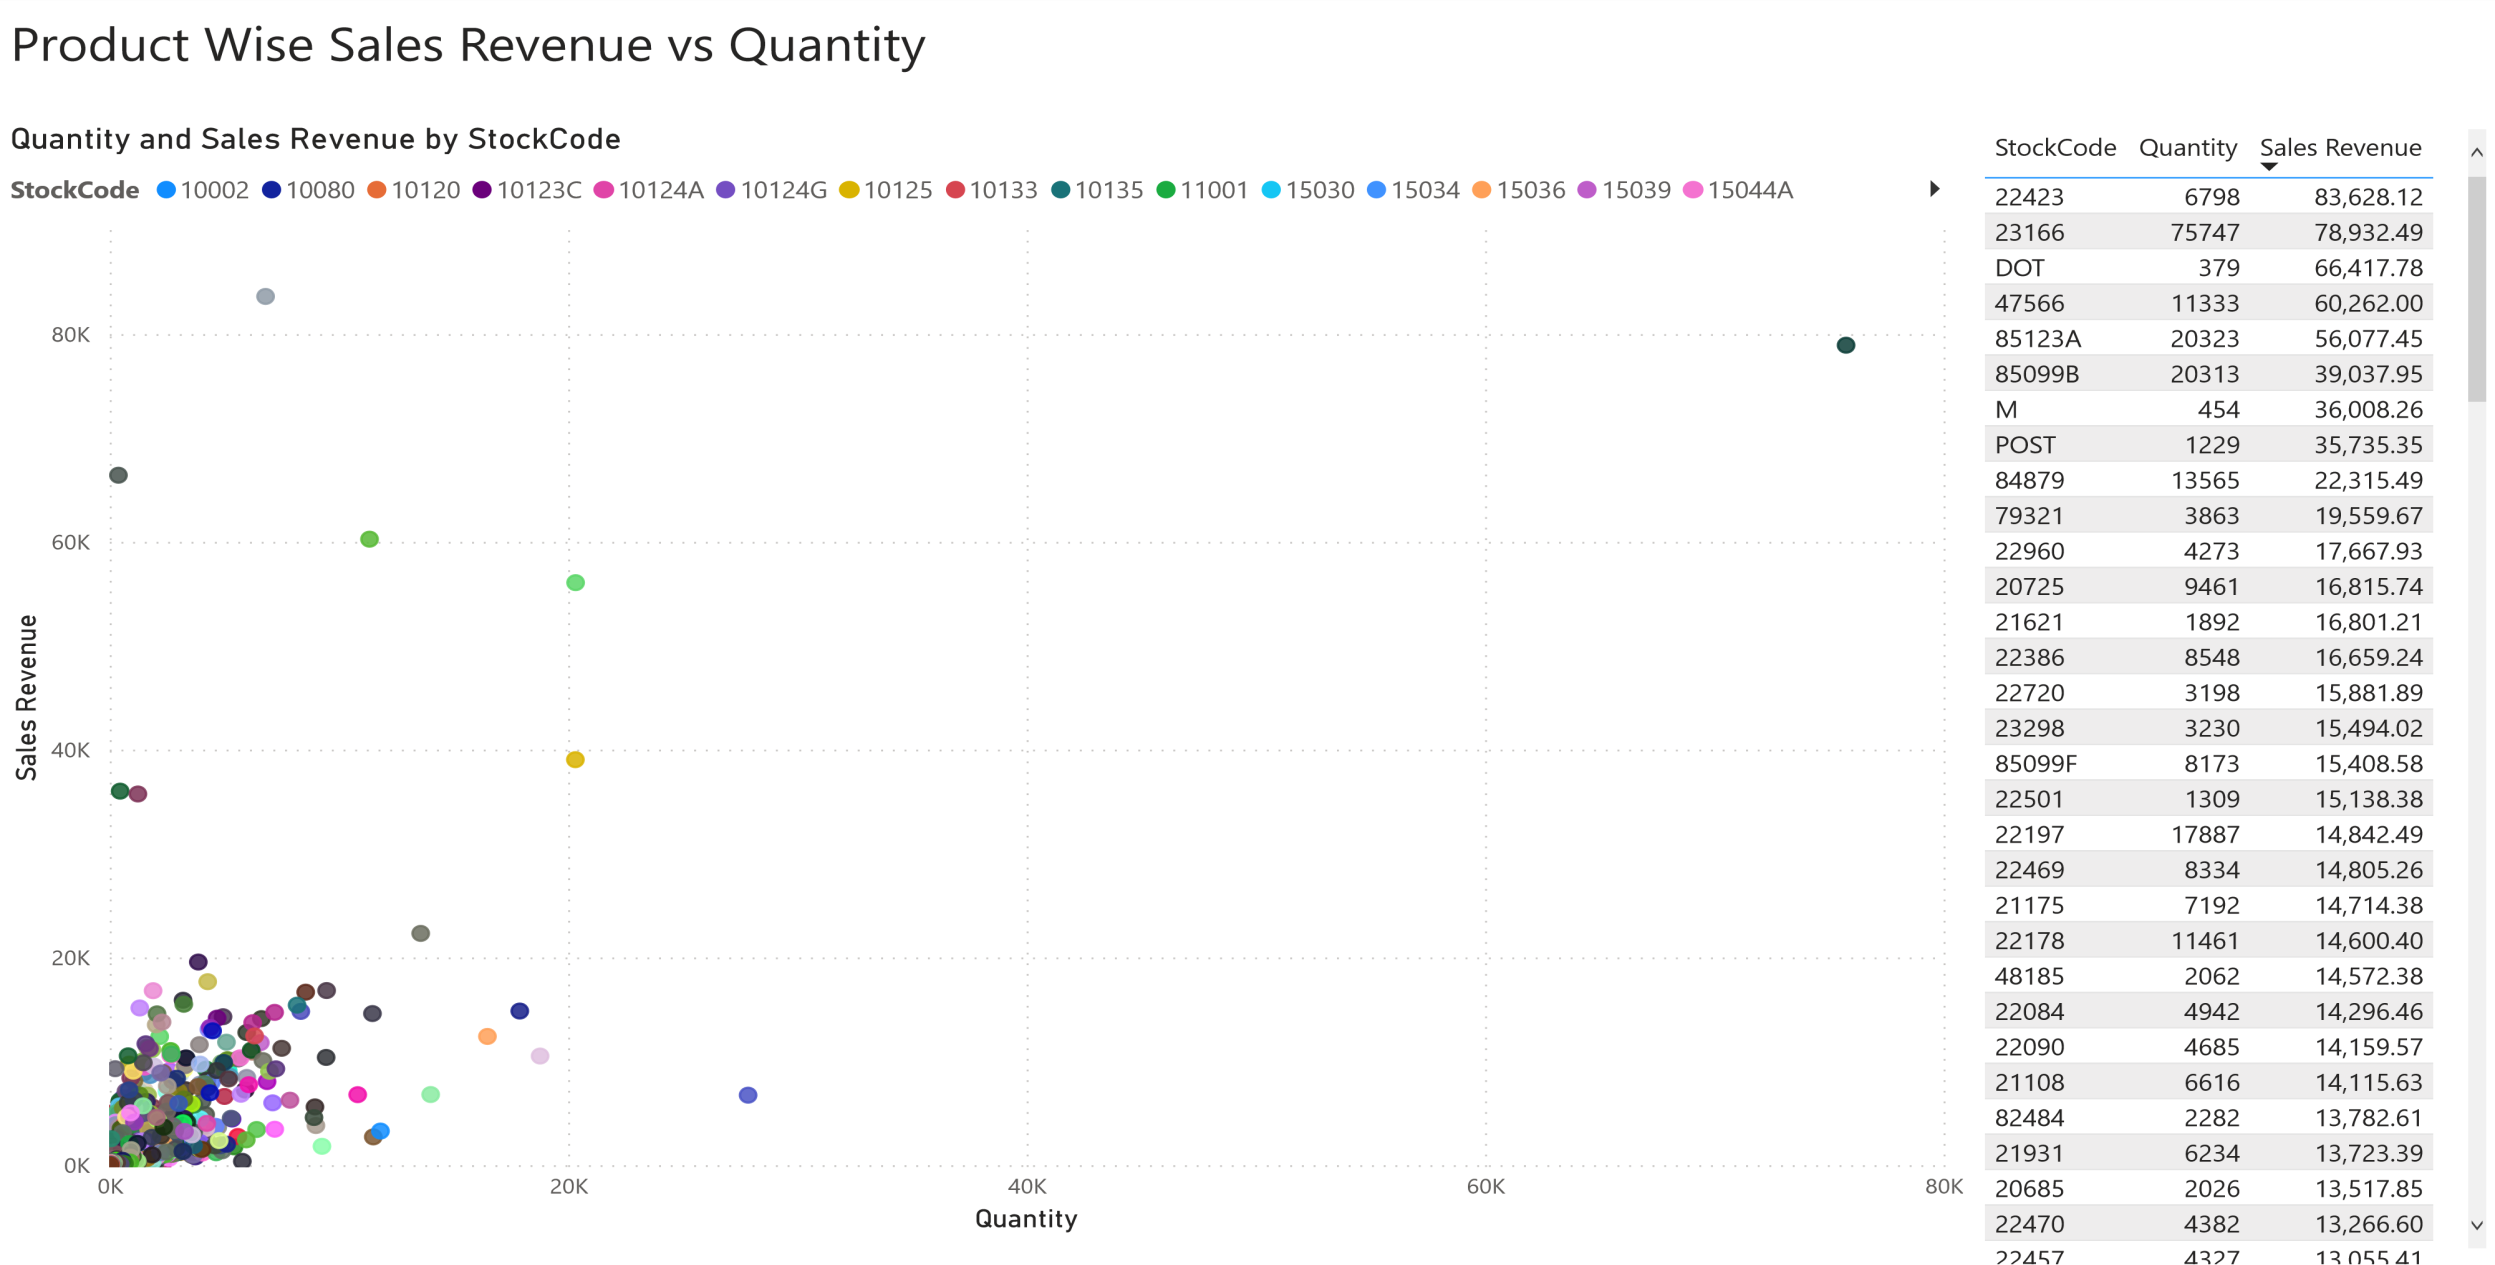 Product Wise Sales Revenue vs Quantity
Quantity and Sales Revenue by StockCode
StockCode 10002 10080 10120 10123C 10124A 10124G 10125 10133 10135 11001 15030 15034 15036 15039 15044A
80K
60K
40K
20K
0K
Sales Revenue
0K 20K 40K 60K 80K
Quantity
StockCode Quantity Sales Revenue
22423 6798 83,628.12
23166 75747 78,932.49
DOT 379 66,417.78
47566 11333 60,262.00
85123A 20323 56,077.45
85099B 20313 39,037.95
M 454 36,008.26
POST 1229 35,735.35
84879 13565 22,315.49
79321 3863 19,559.67
22960 4273 17,667.93
20725 9461 16,815.74
21621 1892 16,801.21
22386 8548 16,659.24
22720 3198 15,881.89
23298 3230 15,494.02
85099F 8173 15,408.58
22501 1309 15,138.38
22197 17887 14,842.49
22469 8334 14,805.26
21175 7192 14,714.38
22178 11461 14,600.40
48185 2062 14,572.38
22084 4942 14,296.46
22090 4685 14,159.57
21108 6616 14,115.63
82484 2282 13,782.61
21931 6234 13,723.39
20685 2026 13,517.85
22470 4382 13,266.60
22457 4327 13,055.41